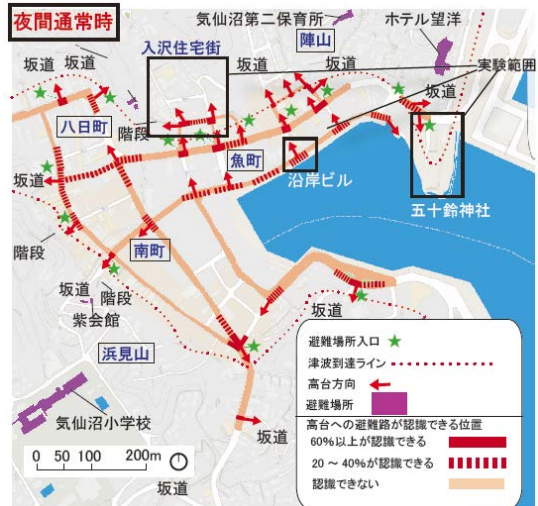 夜間通常時
気仙沼第二保育所
ホテル望洋
入沢住宅街
陣山
坂道
坂道
坂道
坂道
実験範囲
坂道
八日町
階段
魚町
坂道
沿岸ビル
五十鈴神社
階段
南町
坂道
階段
坂道
紫会館
浜見山
避難場所入口
津波到達ライン
高台方向
避難場所
高台への避難路が認識できる位置
60%以上が認識できる
20 ~ 40%が認識できる
認識できない
気仙沼小学校
坂道
0 50 100 200m
坂道